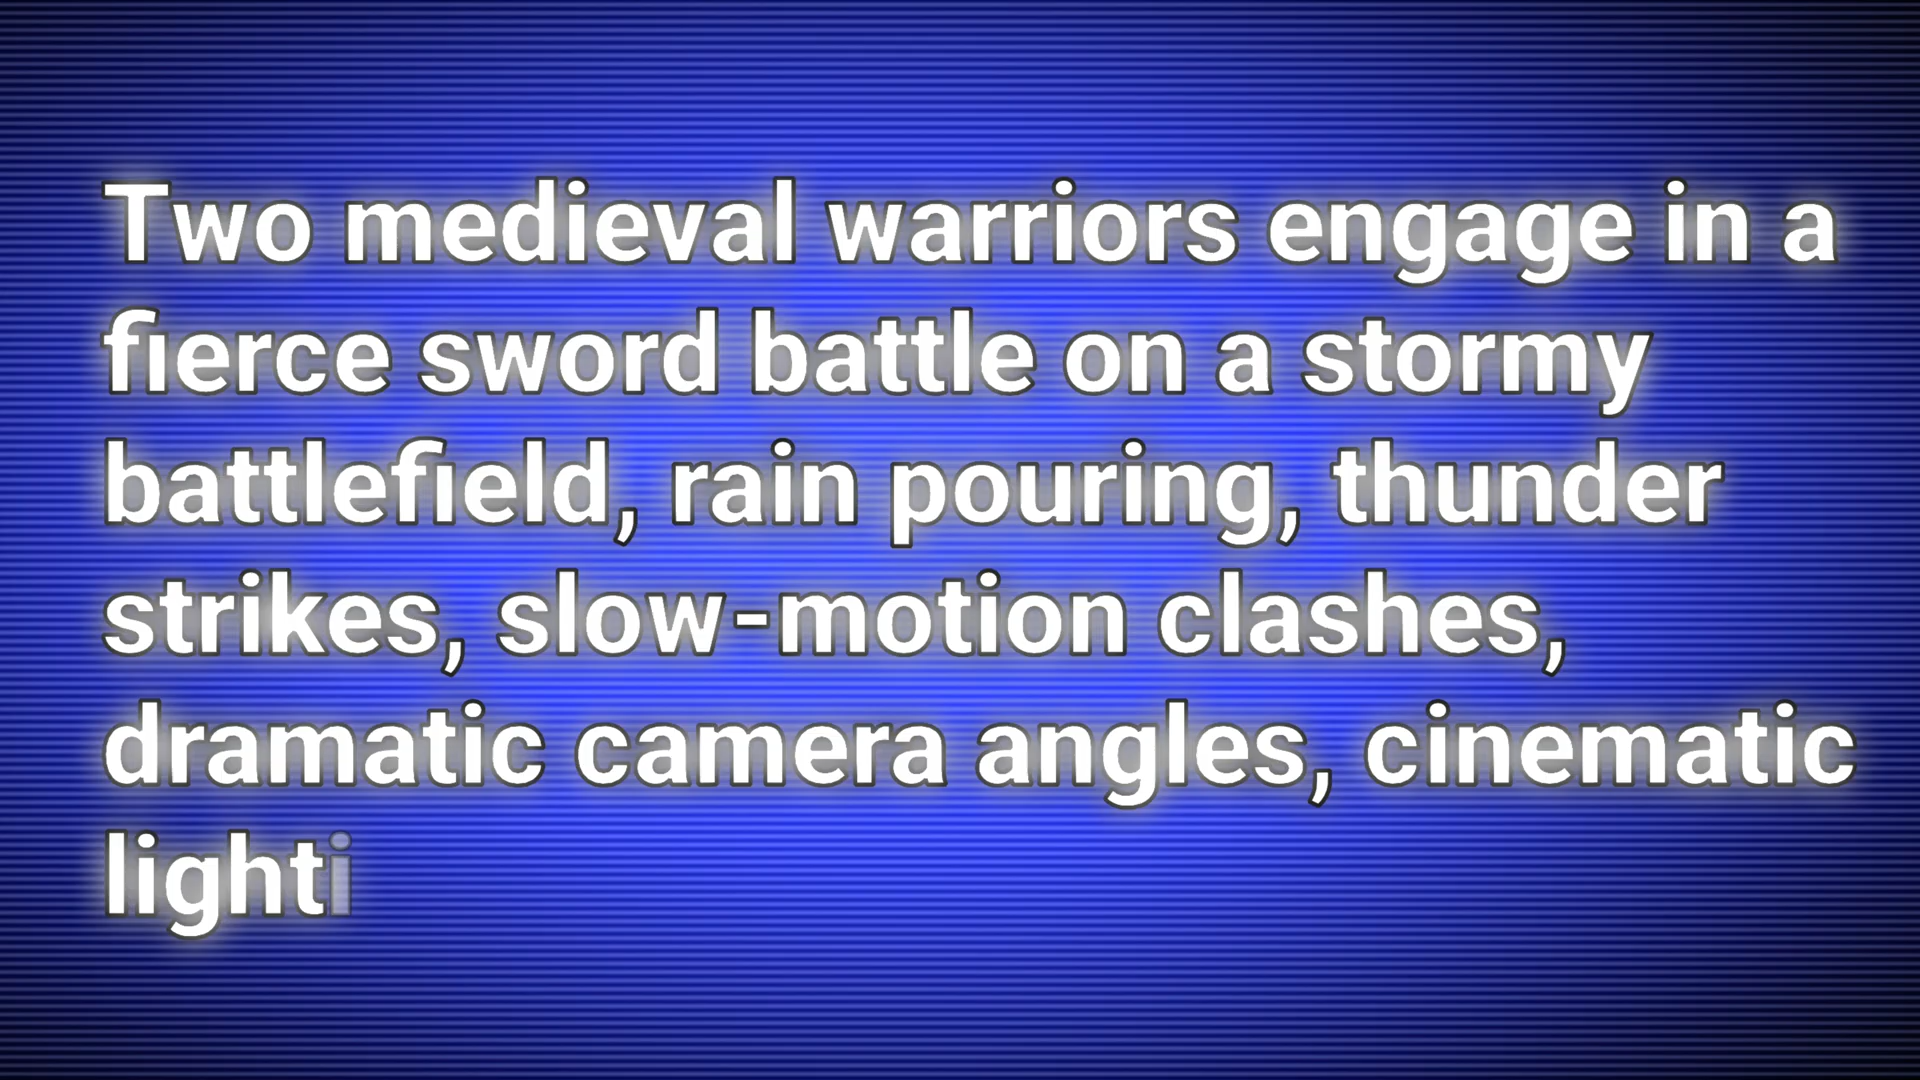 Two medieval warriors engage in a
fierce sword battle on a stormy
battlefield, rain pouring, thunder
strikes, slow-motion clashes,
dramatic camera angles, cinematic
lighti